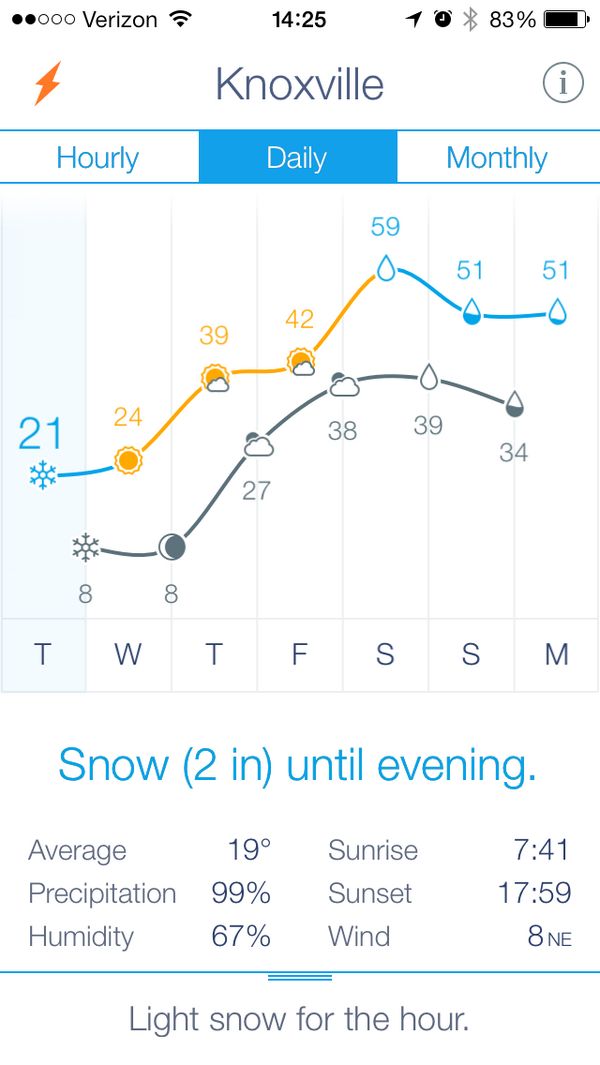 Verizon 14:25 83%
Knoxville i
Hourly Daily Monthly
59
51 51
42
39
24
21
38 39
34
27
8 8
T W T F S S M
Snow (2 in) until evening.
Average 19° Sunrise 7:41
Precipitation 99% Sunset 17:59
Humidity 67% Wind 8 NE
Light snow for the hour.